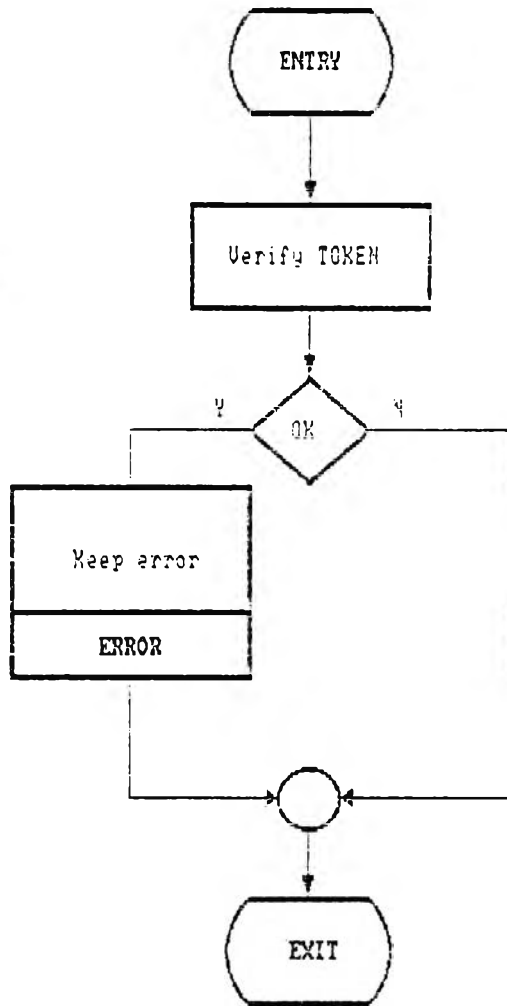 ENTRY
Verify TOKEN
Y
N
OK
Keep error
ERROR
EXIT